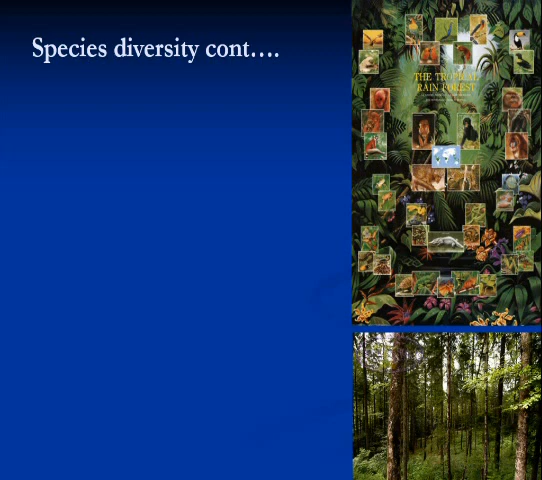 Species diversity cont....
THE TROPICAL
RAIN FOREST